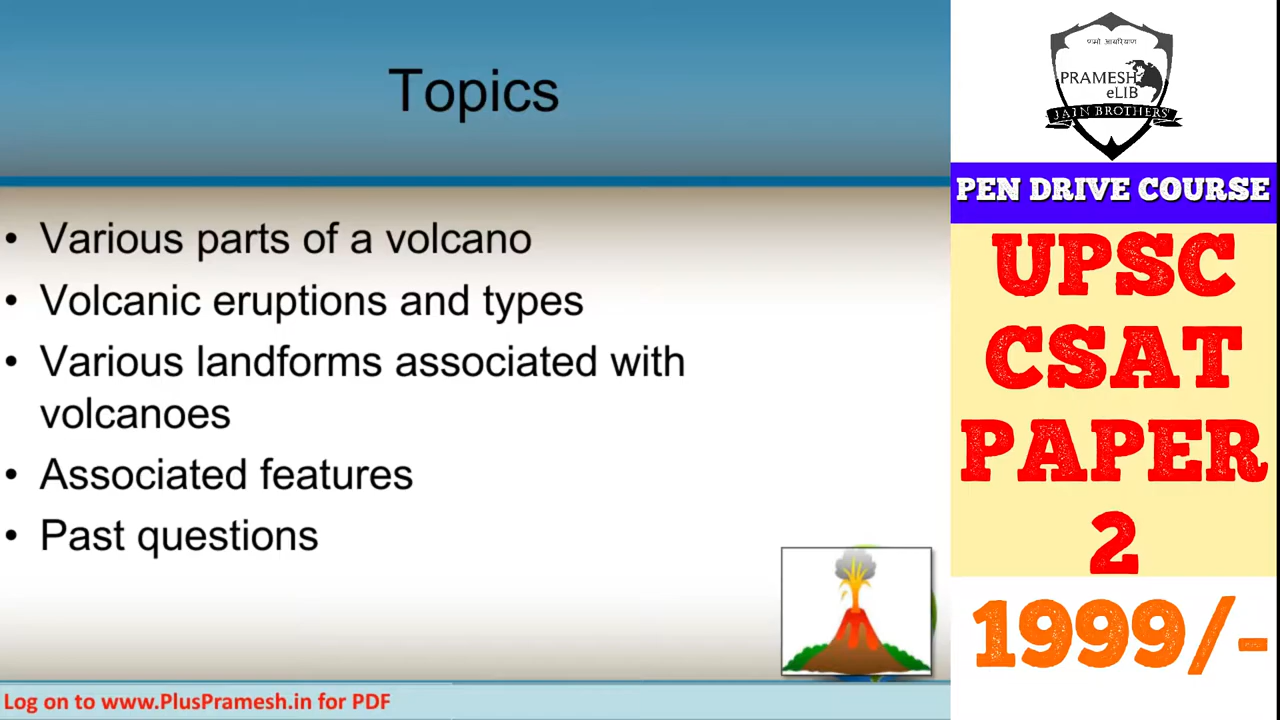 Topics
• Various parts of a volcano
• Volcanic eruptions and types
• Various landforms associated with
volcanoes
• Associated features
• Past questions
Log on to www.PlusPramesh.in for PDF
णमो आयरियाण
PRAMESH
eLIB
JAIN BROTHERS'
PEN DRIVE COURSE
UPSC
CSAT
PAPER
2
1999/-